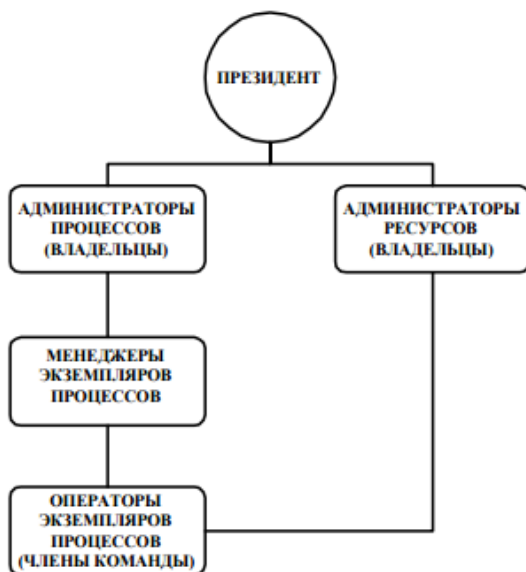 ПРЕЗИДЕНТ
АДМИНИСТРАТОРЫ
ПРОЦЕССОВ
(ВЛАДЕЛЬЦЫ)
АДМИНИСТРАТОРЫ
РЕСУРСОВ
(ВЛАДЕЛЬЦЫ)
МЕНЕДЖЕРЫ
ЭКЗЕМПЛЯРОВ
ПРОЦЕССОВ
ОПЕРАТОРЫ
ЭКЗЕМПЛЯРОВ
ПРОЦЕССОВ
(ЧЛЕНЫ КОМАНДЫ)